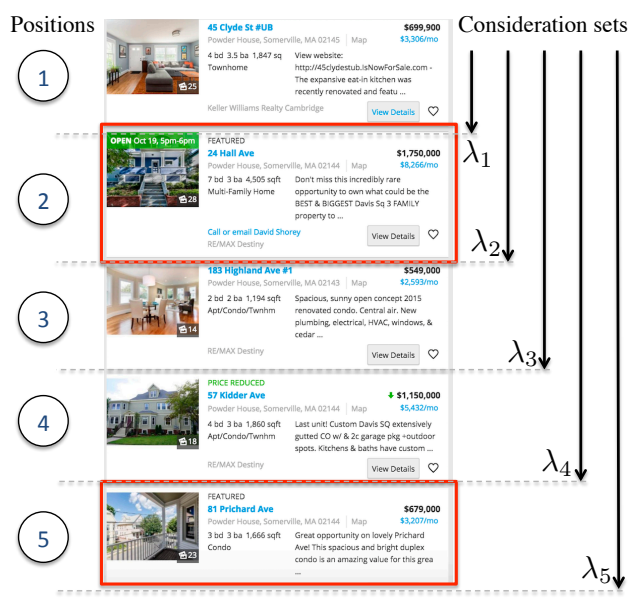 Positions
Consideration sets
1
25
45 Clyde St #UB
$699,900
Powder House, Somerville, MA 02145 | Map
$3,306/mo
4 bd 3.5 ba 1,847 sq
Townhome
View website:
http://45clydestub.IsNowForSale.com -
The expansive eat-in kitchen was
recently renovated and featu ...
Keller Williams Realty Cambridge
View Details
λ1
2
OPEN Oct 19, 5pm-6pm
28
FEATURED
24 Hall Ave
$1,750,000
Powder House, Somerville, MA 02144 | Map
$8,266/mo
7 bd 3 ba 4,505 sqft
Multi-Family Home
Don't miss this incredibly rare
opportunity to own what could be the
BEST & BIGGEST Davis Sq 3 FAMILY
property to ...
Call or email David Shorey
RE/MAX Destiny
View Details
λ2
3
14
183 Highland Ave #1
$549,000
Powder House, Somerville, MA 02143 | Map
$2,593/mo
2 bd 2 ba 1,194 sqft
Apt/Condo/Twnhm
Spacious, sunny open concept 2015
renovated condo. Central air. New
plumbing, electrical, HVAC, windows, &
cedar ...
RE/MAX Destiny
View Details
λ3
4
18
PRICE REDUCED
57 Kidder Ave
$1,150,000
Powder House, Somerville, MA 02144 | Map
$5,432/mo
4 bd 3 ba 1,860 sqft
Apt/Condo/Twnhm
Last unit! Custom Davis SQ extensively
gutted CO w/ & 2c garage pkg +outdoor
spots. Kitchens & baths have custom ...
RE/MAX Destiny
View Details
λ4
5
23
FEATURED
81 Prichard Ave
$679,000
Powder House, Somerville, MA 02144 | Map
$3,207/mo
3 bd 3 ba 1,666 sqft
Condo
Great opportunity on lovely Prichard
Ave! This spacious and bright duplex
condo is an amazing value for this grea
...
λ5